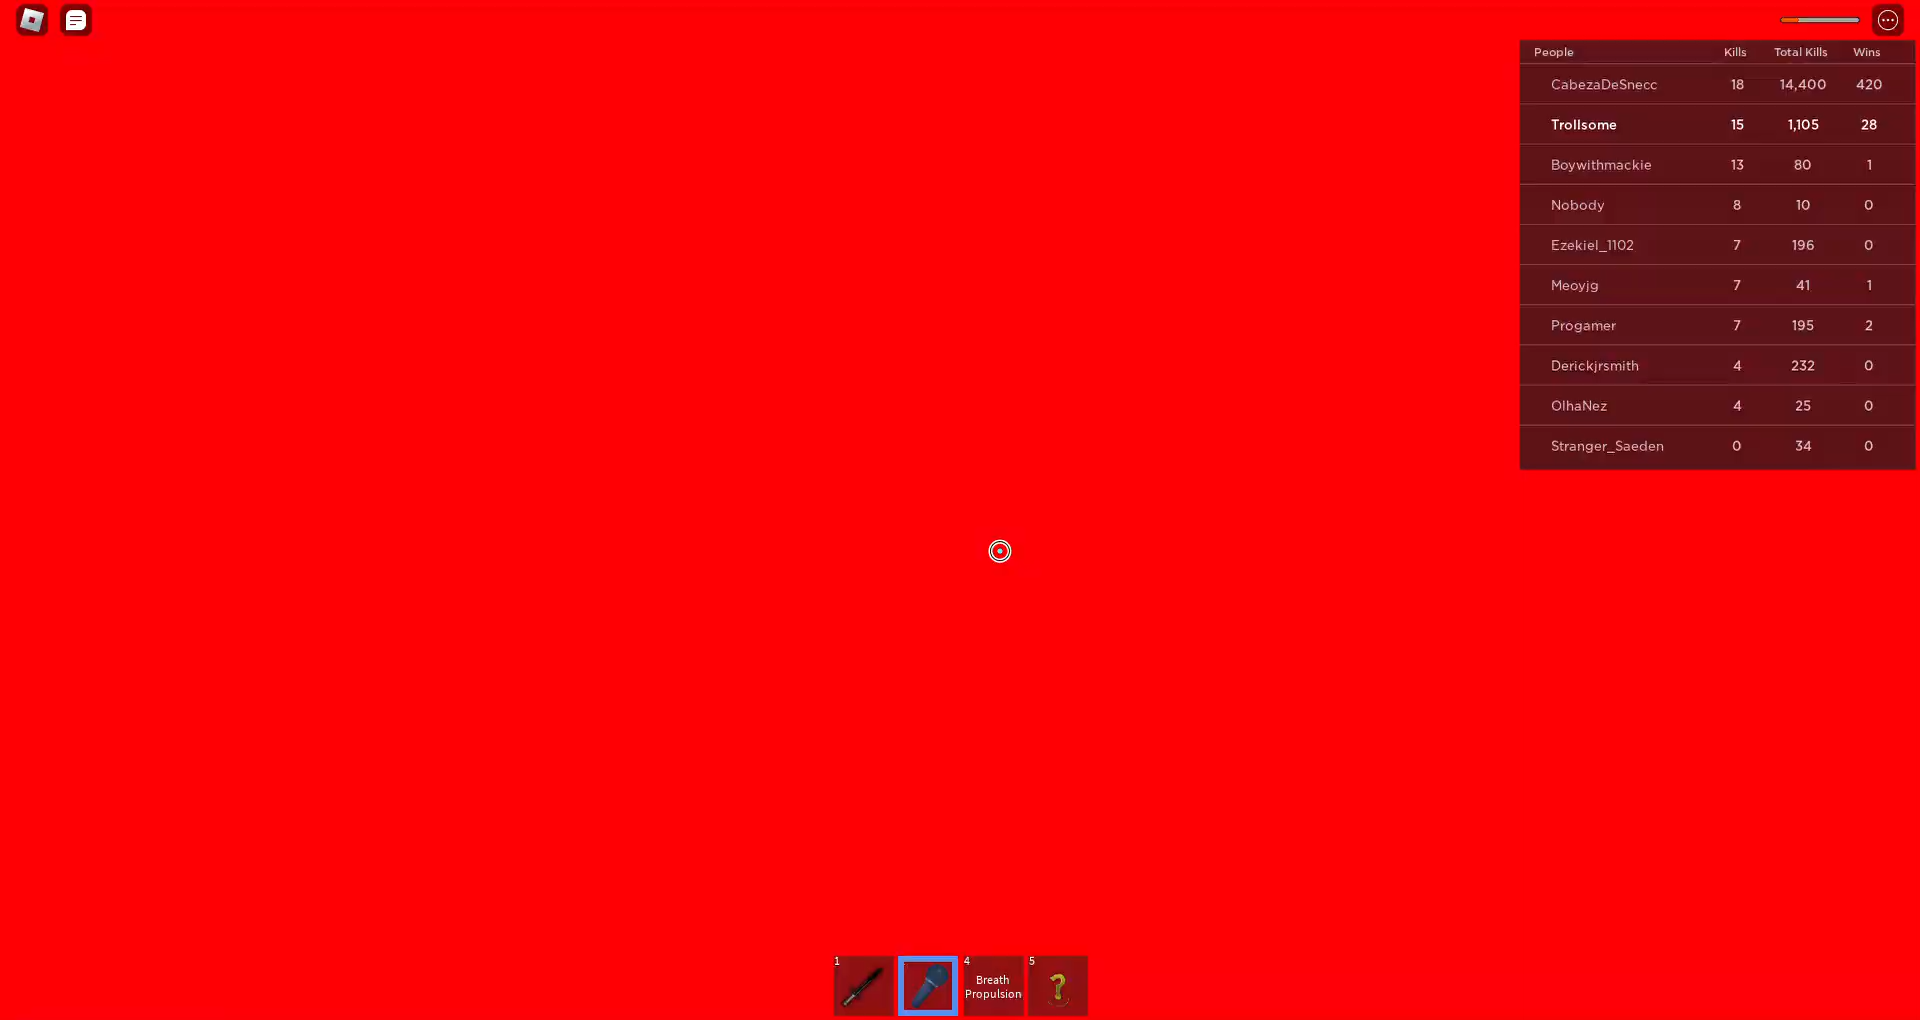 People Kills Total Kills Wins
CabezaDeSnecc 18 14,400 420
Trollsome 15 1,105 28
Boywithmackie 13 80 1
Nobody 8 10 0
Ezekiel_1102 7 196 0
Meoyjg 7 41 1
Progamer 7 195 2
Derickjrsmith 4 232 0
OlhaNez 4 25 0
Stranger_Saeden 0 34 0
1 4 5
Breath
Propulsion